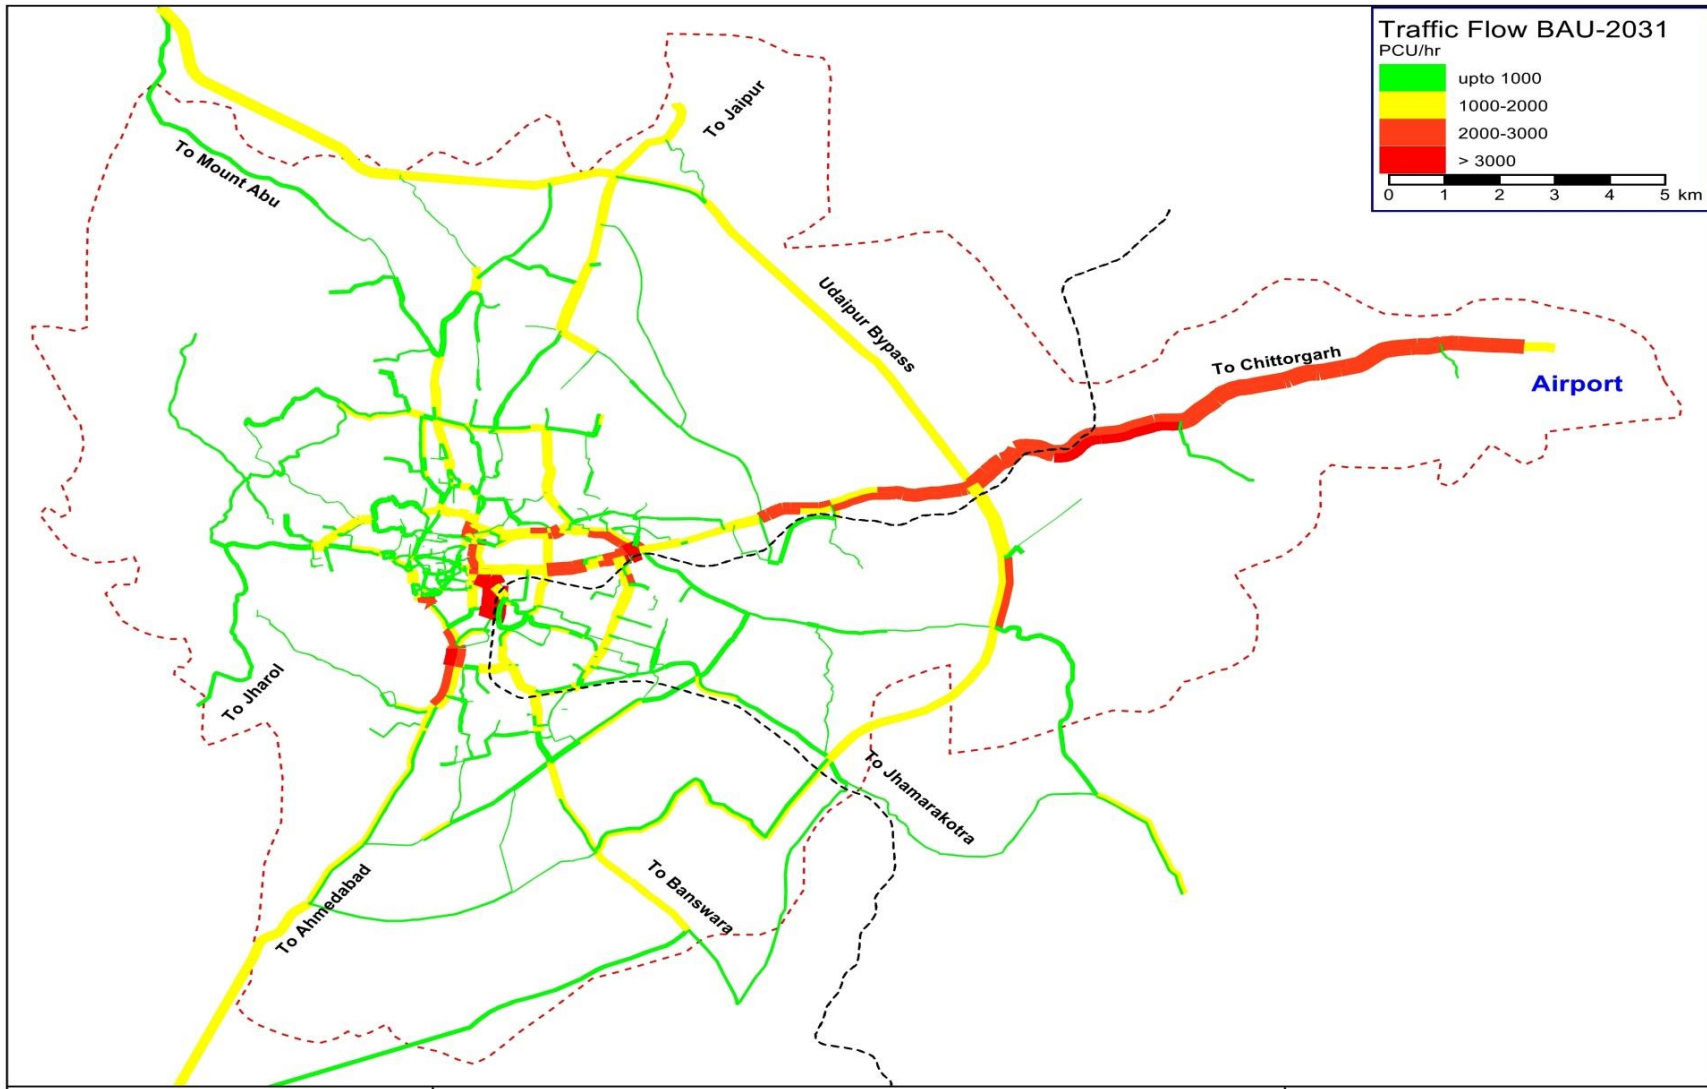 Traffic Flow BAU-2031
PCU/hr
upto 1000
1000-2000
2000-3000
> 3000
0 1 2 3 4 5 km
To Jaipur
To Mount Abu
Udaipur Bypass
To Chittorgarh
Airport
To Jharol
To Jhamarakotra
To Banswara
To Ahmedabad